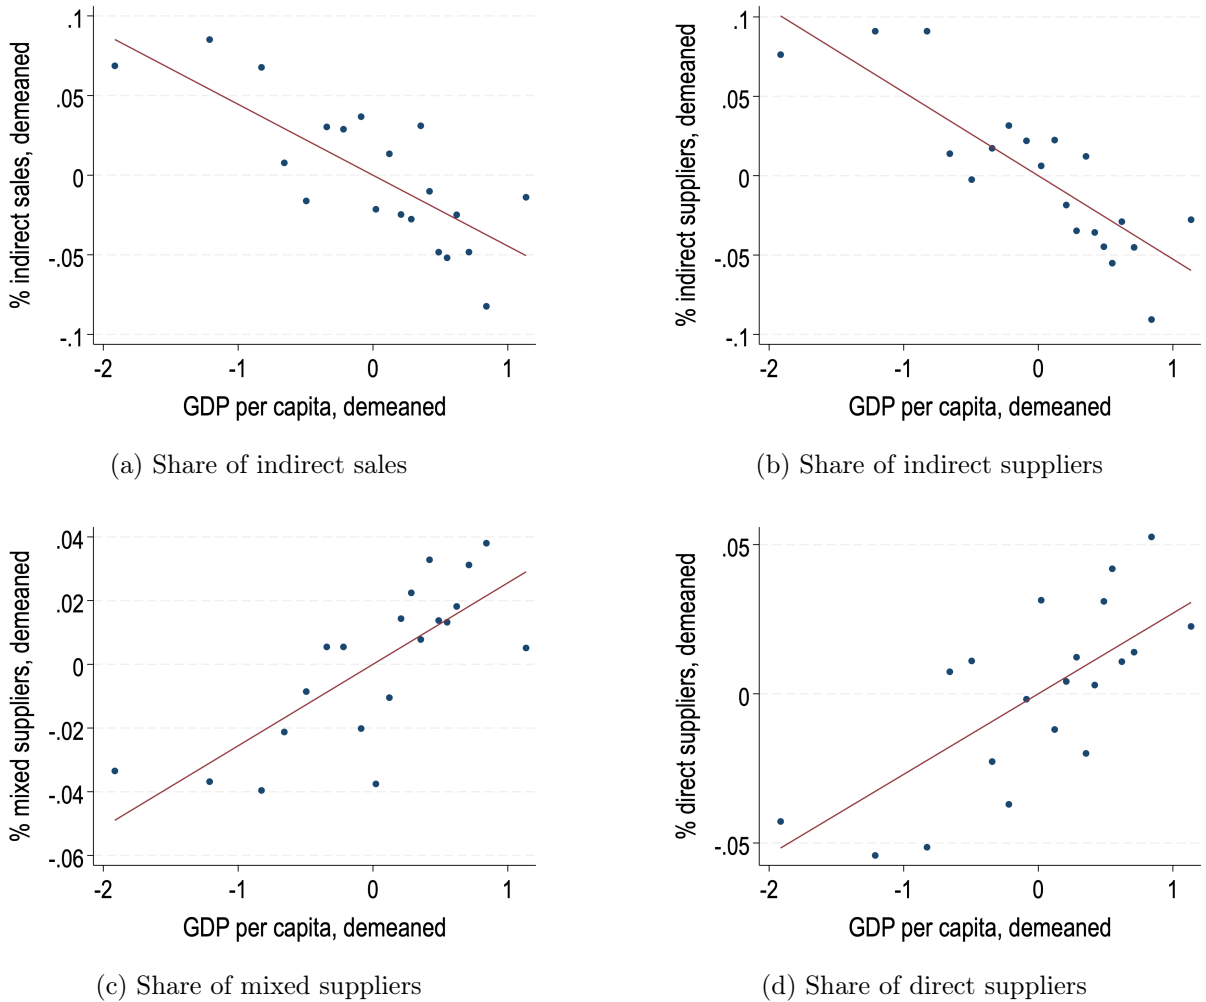 .1
.05
0
-.05
-.1
% indirect sales, demeaned
-2
-1
0
1
GDP per capita, demeaned
(a) Share of indirect sales
.1
.05
0
-.05
-.1
% indirect suppliers, demeaned
-2
-1
0
1
GDP per capita, demeaned
(b) Share of indirect suppliers
.04
.02
0
-.02
-.04
-.06
% mixed suppliers, demeaned
-2
-1
0
1
GDP per capita, demeaned
(c) Share of mixed suppliers
.05
0
-.05
% direct suppliers, demeaned
-2
-1
0
1
GDP per capita, demeaned
(d) Share of direct suppliers